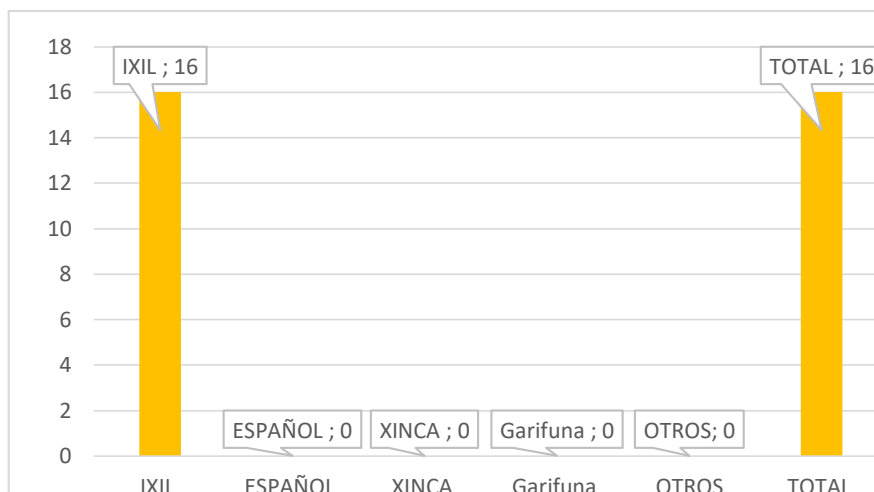 18
IXIL ; 16
TOTAL ; 16
16
14
12
10
8
6
4
2
ESPAÑOL ; 0
XINCA ; 0
Garifuna ; 0
OTROS; 0
0
IXIL
ESPAÑOL
XINCA
Garifuna
OTROS
TOTAL